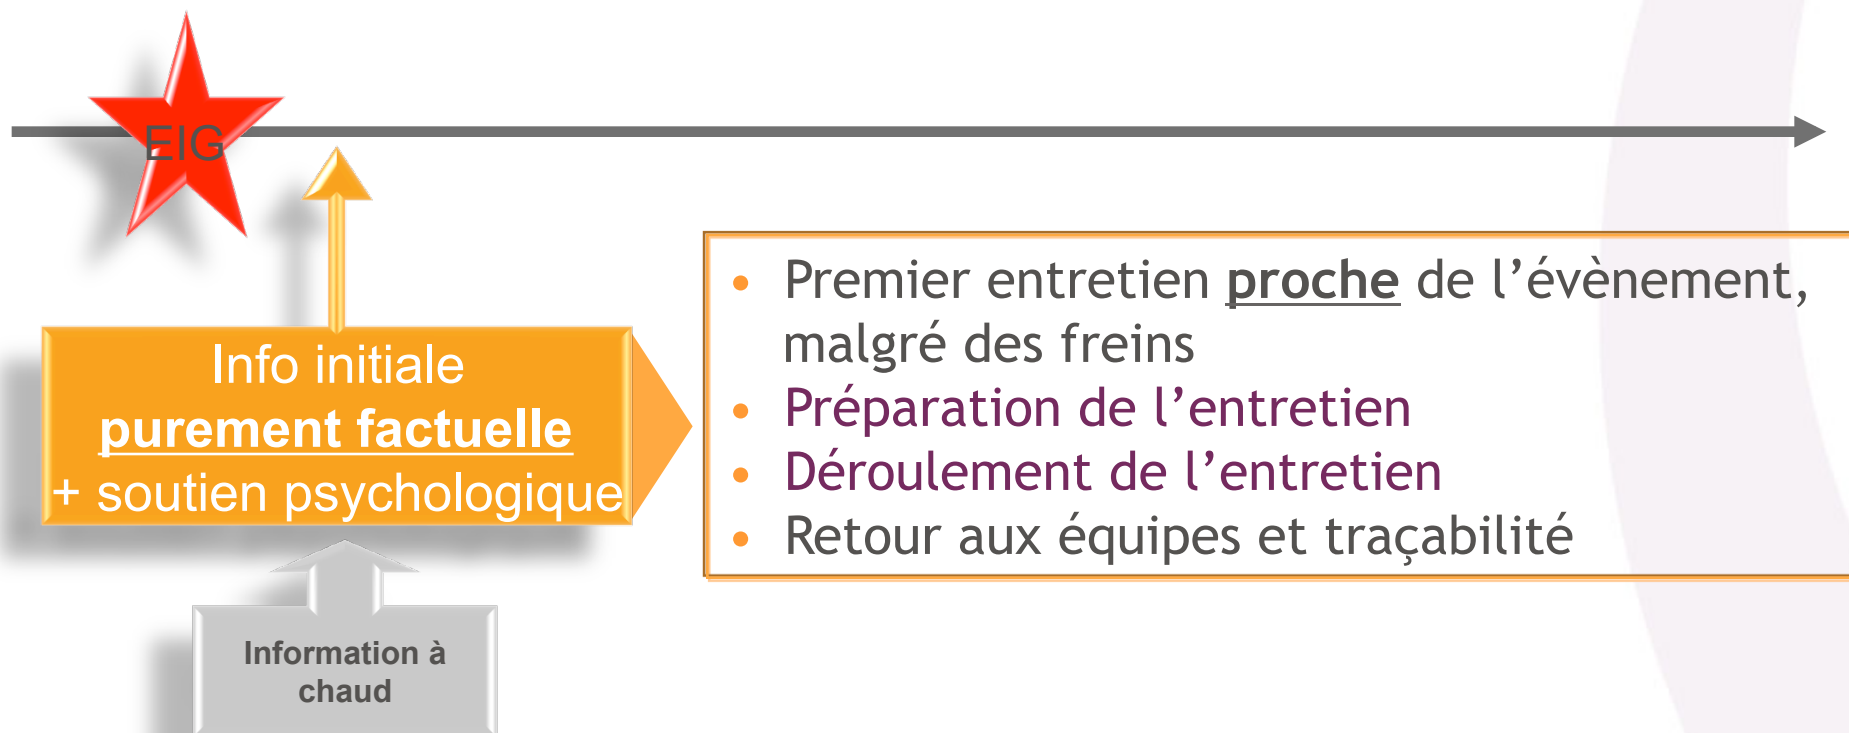 EIG
Info initiale
purement factuelle
+ soutien psychologique
• Premier entretien proche de l’évènement,
malgré des freins
• Préparation de l’entretien
• Déroulement de l’entretien
• Retour aux équipes et traçabilité
Information à
chaud